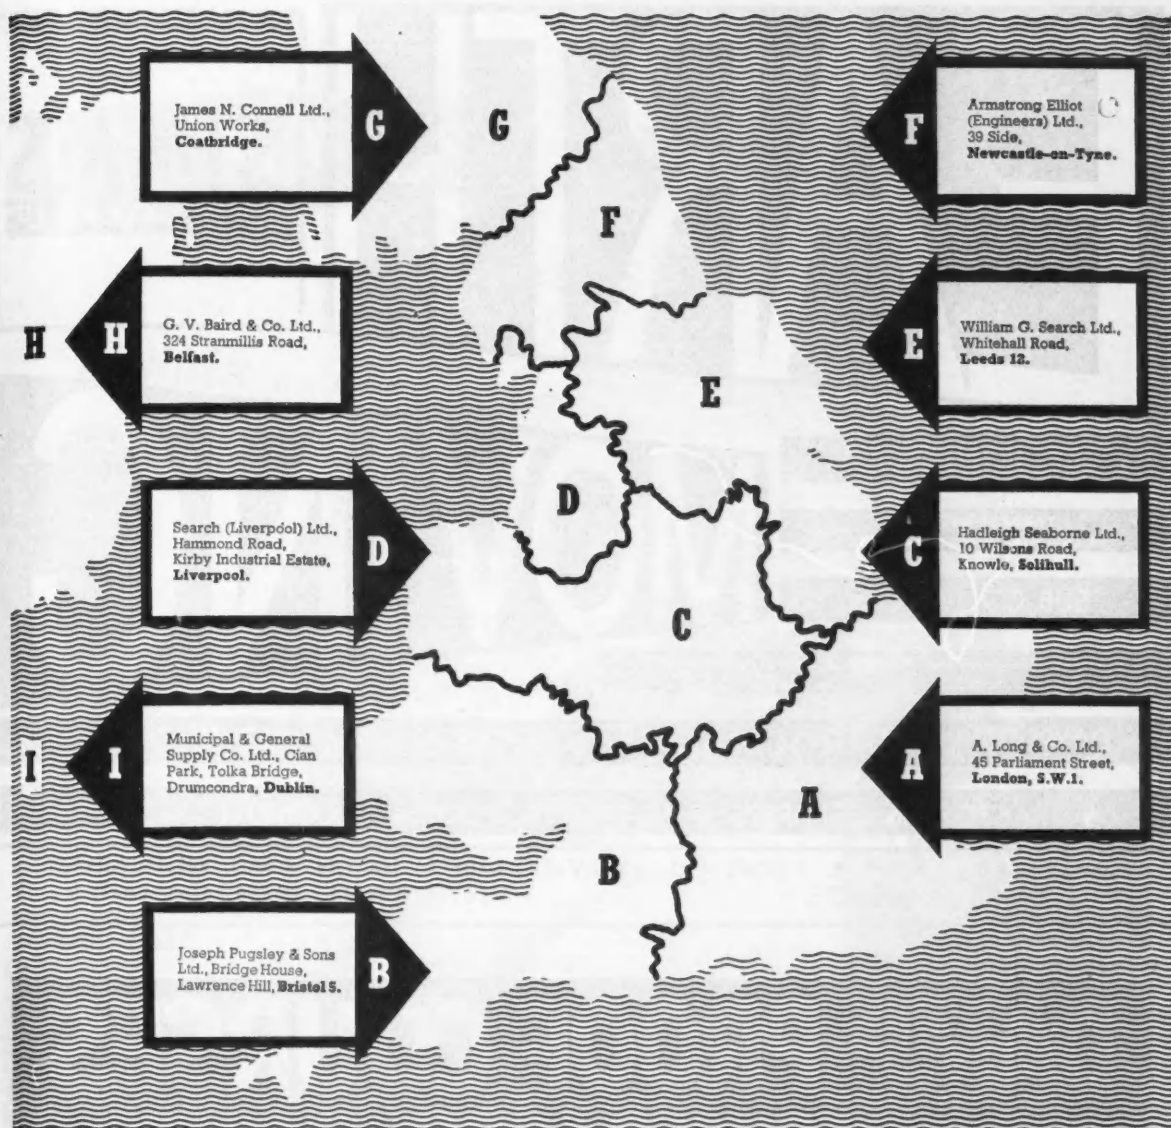 James N. Connell Ltd.,
Union Works,
Coatbridge.
G
G
F
Armstrong Elliot
(Engineers) Ltd.,
39 Side,
Newcastle-on-Tyne.
F
H
H
G. V. Baird & Co. Ltd.,
324 Stranmillis Road,
Belfast.
E
William G. Search Ltd.,
Whitehall Road,
Leeds 12.
E
Search (Liverpool) Ltd.,
Hammond Road,
Kirby Industrial Estate,
Liverpool.
D
D
C
Hadleigh Seaborne Ltd.,
10 Wilsons Road,
Knowle, Solihull.
C
I
I
Municipal & General
Supply Co. Ltd., Cian
Park, Tolka Bridge,
Drumcondra, Dublin.
A
A. Long & Co. Ltd.,
45 Parliament Street,
London, S.W.1.
A
B
Joseph Pugsley & Sons
Ltd., Bridge House,
Lawrence Hill, Bristol 5.
B